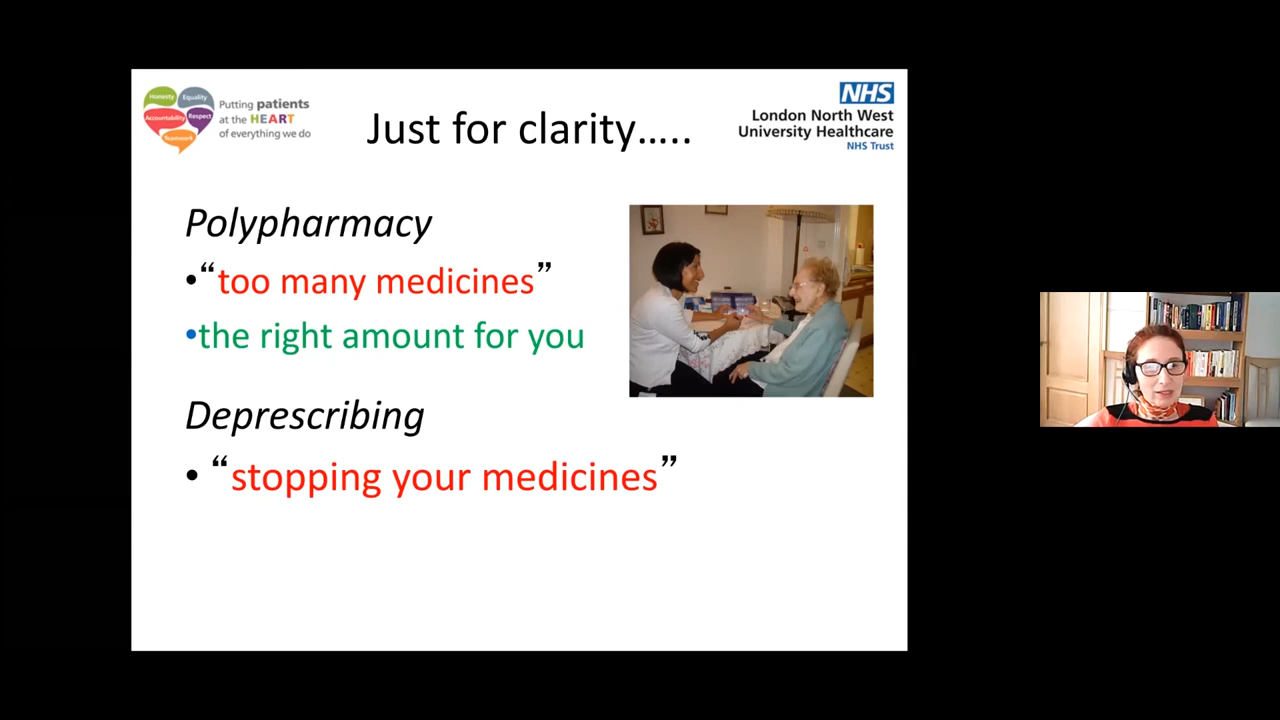 Honesty
Equality
Accountability
Respect
Teamwork
Putting patients
at the HEART
of everything we do
Just for clarity…..
NHS
London North West
University Healthcare
NHS Trust
Polypharmacy
•“too many medicines”
•the right amount for you
Deprescribing
• “stopping your medicines”